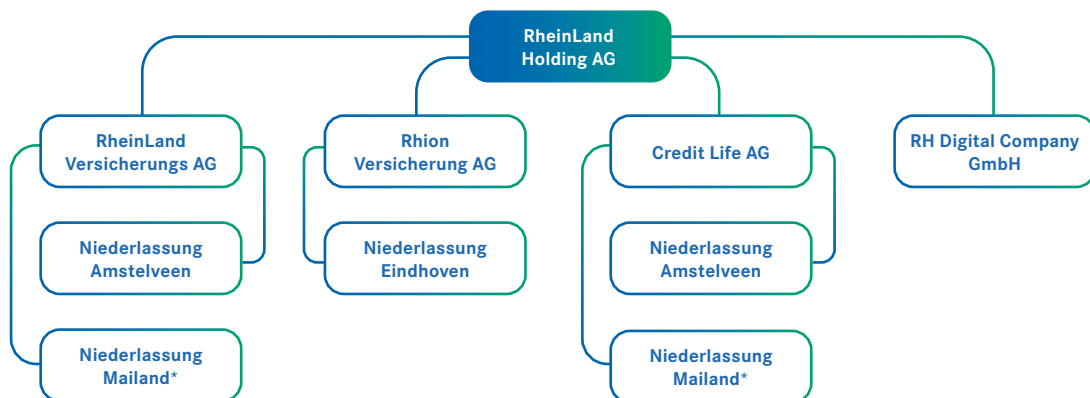 RheinLand
Holding AG
RheinLand
Versicherungs AG
Rhion
Versicherung AG
Credit Life AG
RH Digital Company
GmbH
Niederlassung
Amstelveen
Niederlassung
Eindhoven
Niederlassung
Amstelveen
Niederlassung
Mailand*
Niederlassung
Mailand*